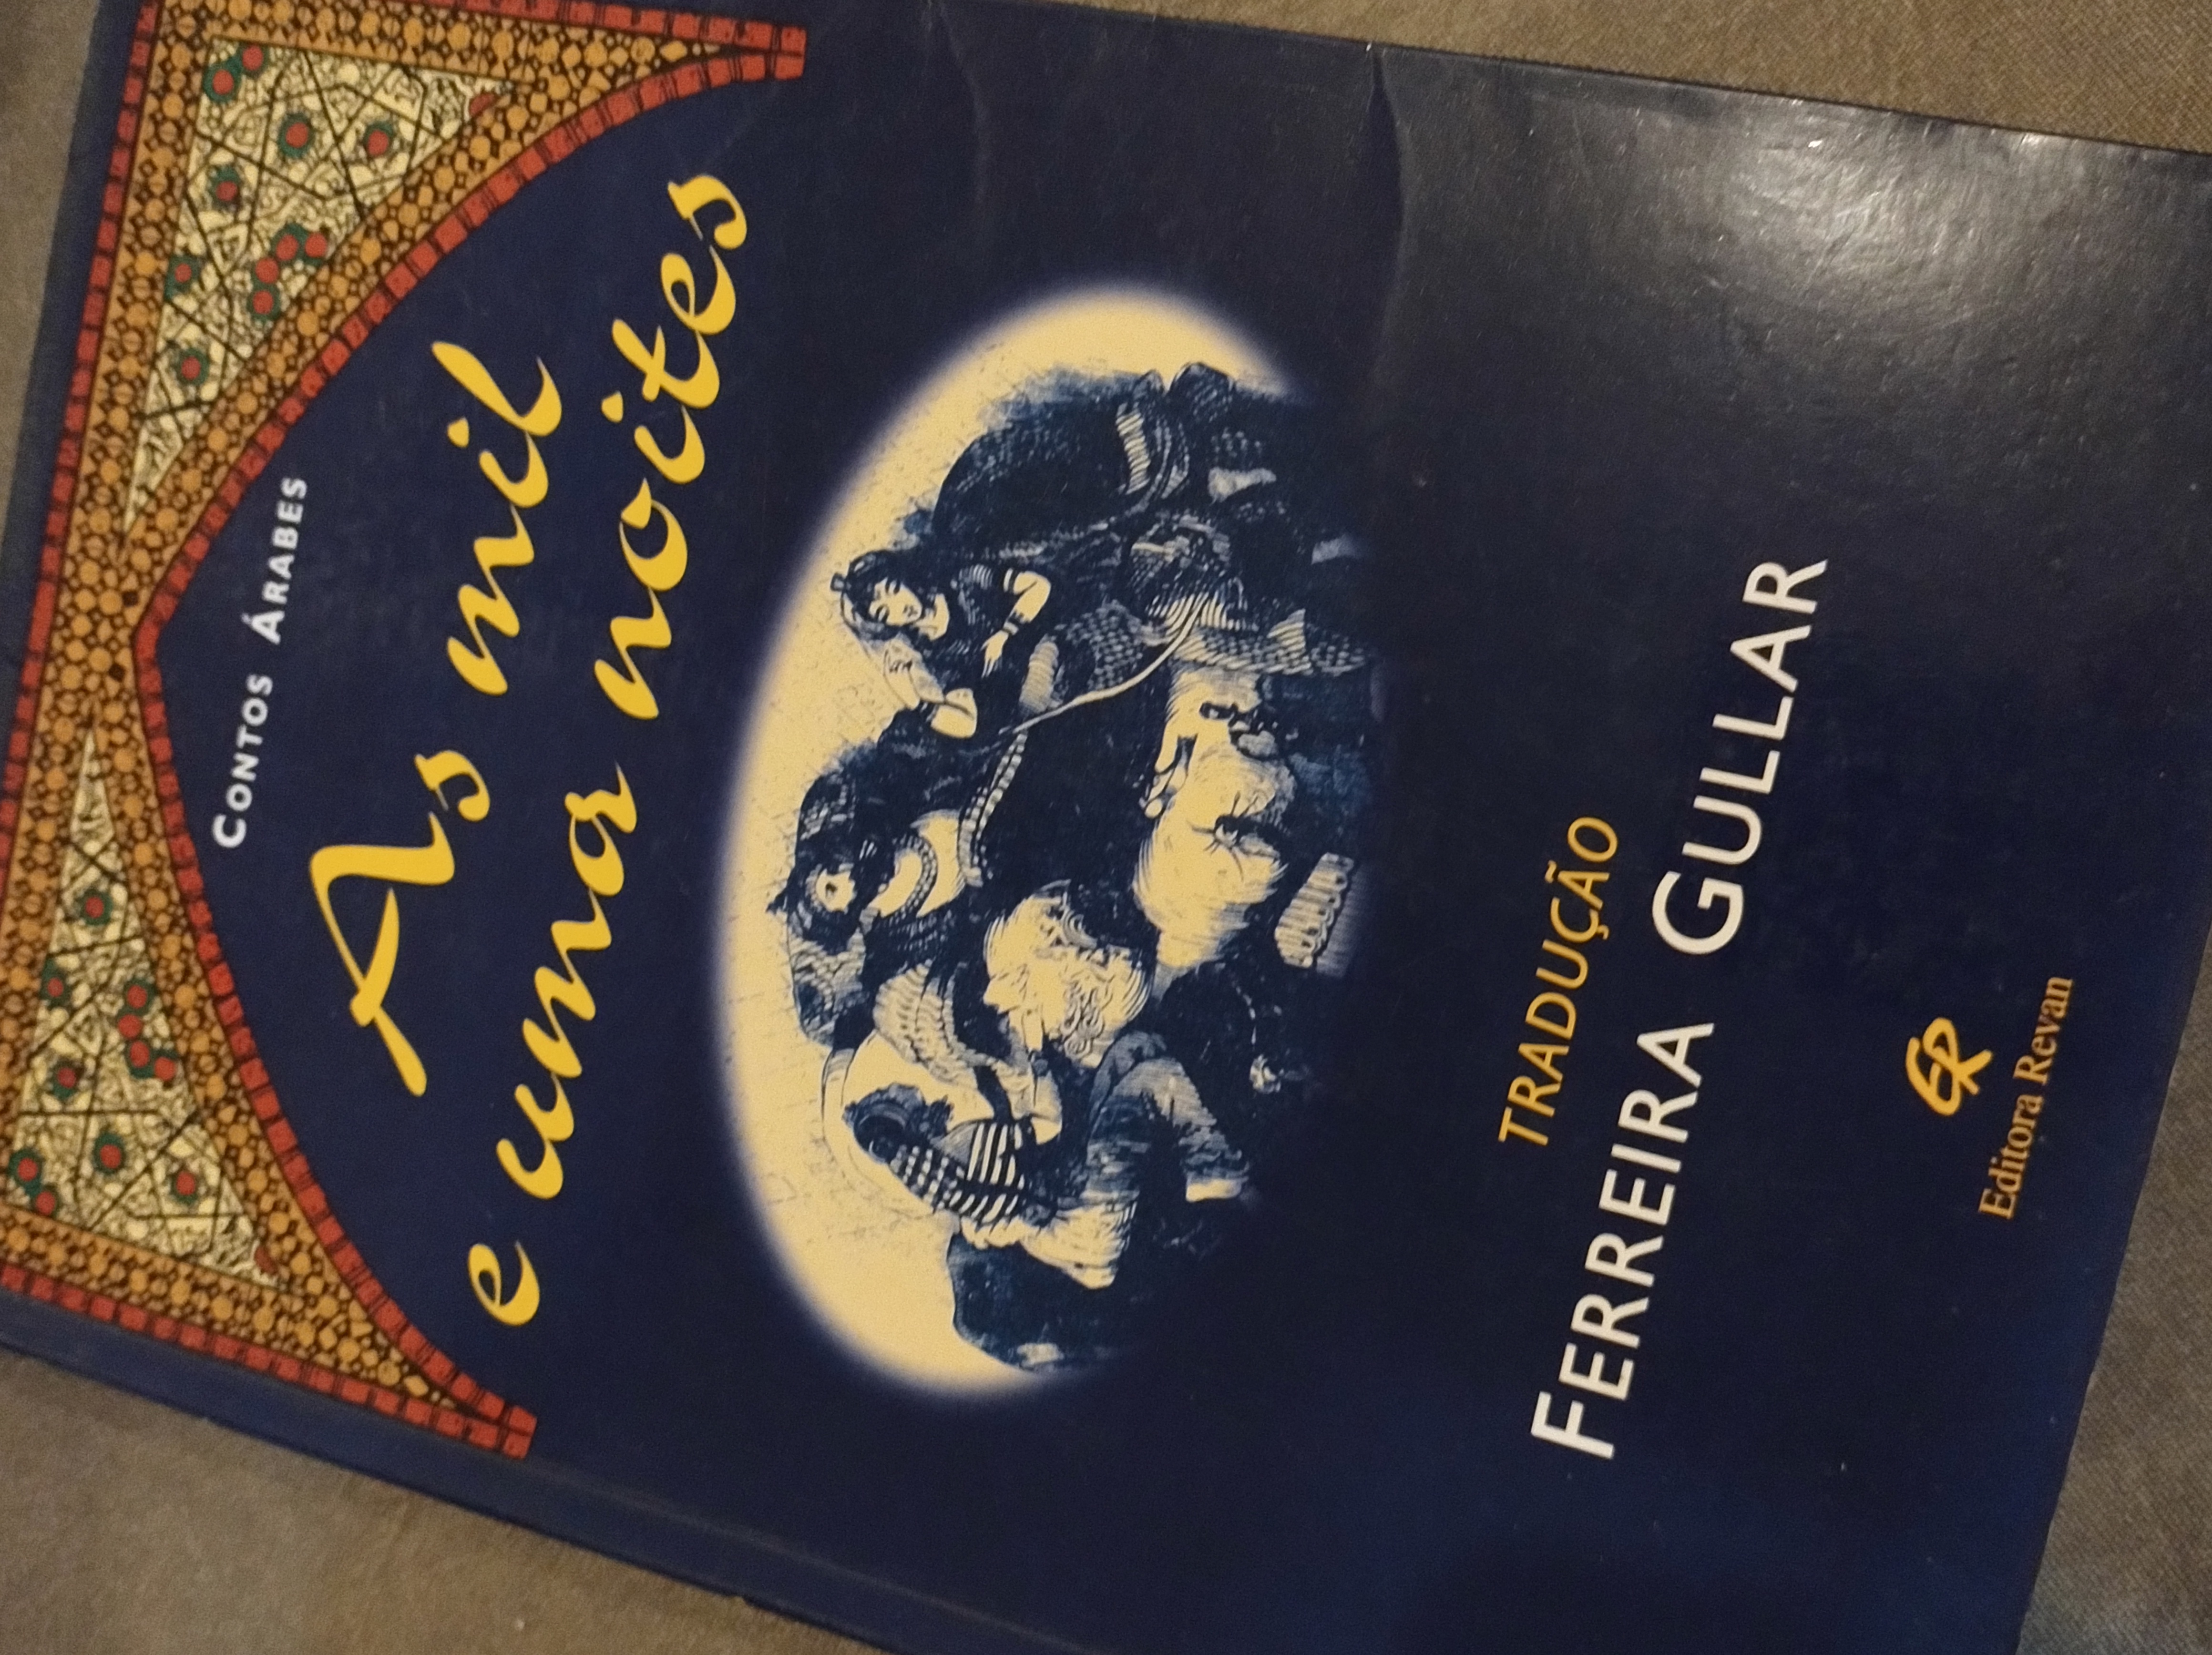 CONTOS ÁRABES
As mil
e uma noites
TRADUÇÃO
FERREIRA GULLAR
ER
Editora Revan